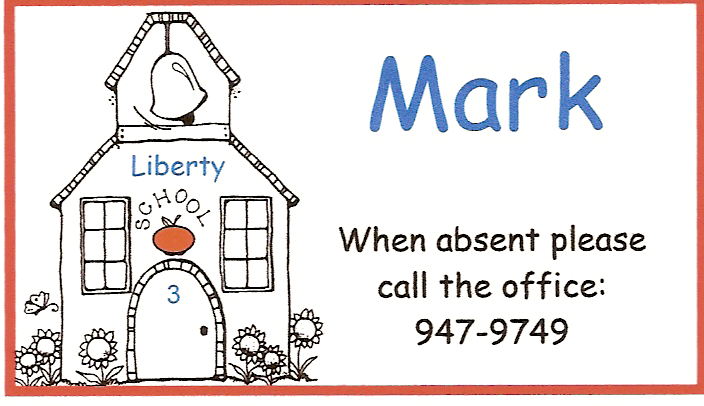 Mark
Liberty
SCHOOL
3
When absent please
call the office:
947-9749